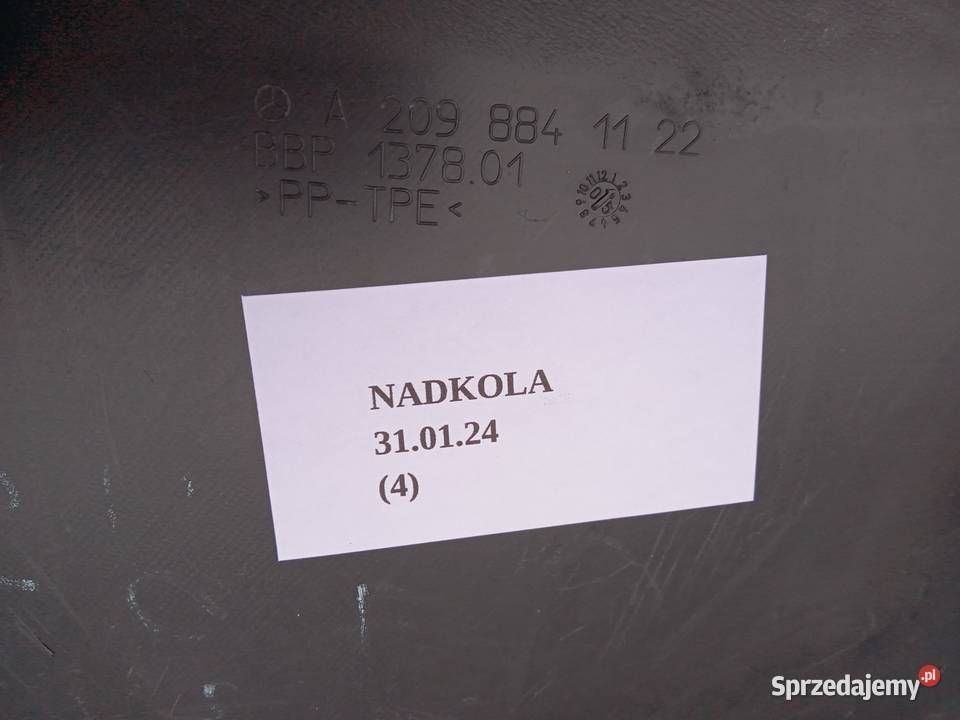 A 209 884 11 22
BBP 1378.01
>PP-TPE<
NADKOLA
31.01.24
(4)
Sprzedajemy.pl